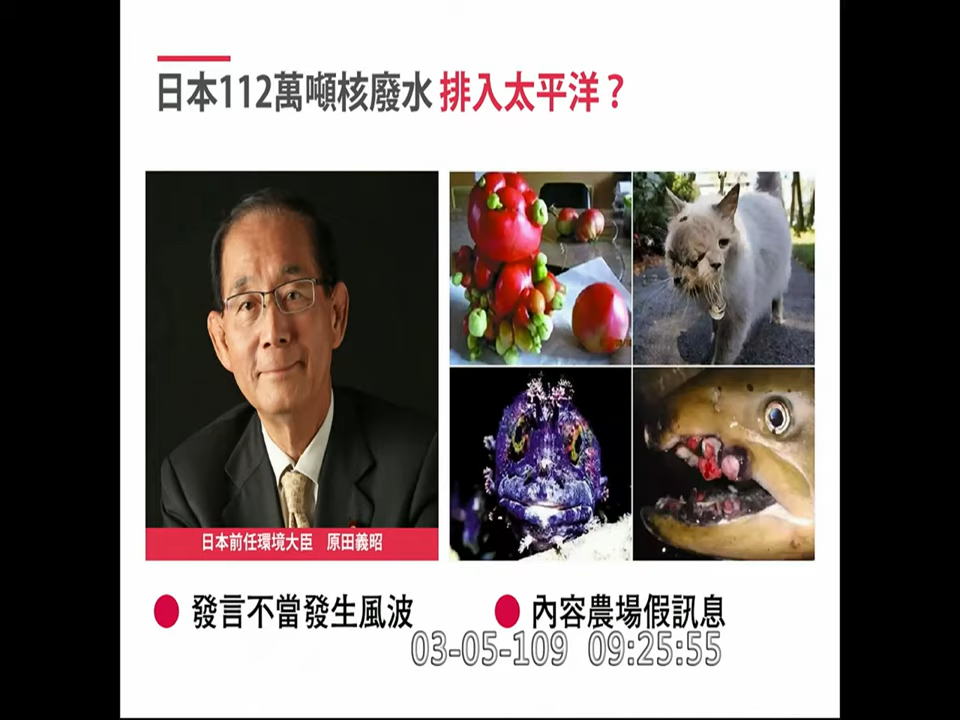 日本112萬噸核廢水 排入太平洋？
日本前任環境大臣 原田義昭
發言不當發生風波
內容農場假訊息
03-05-109 09:25:55